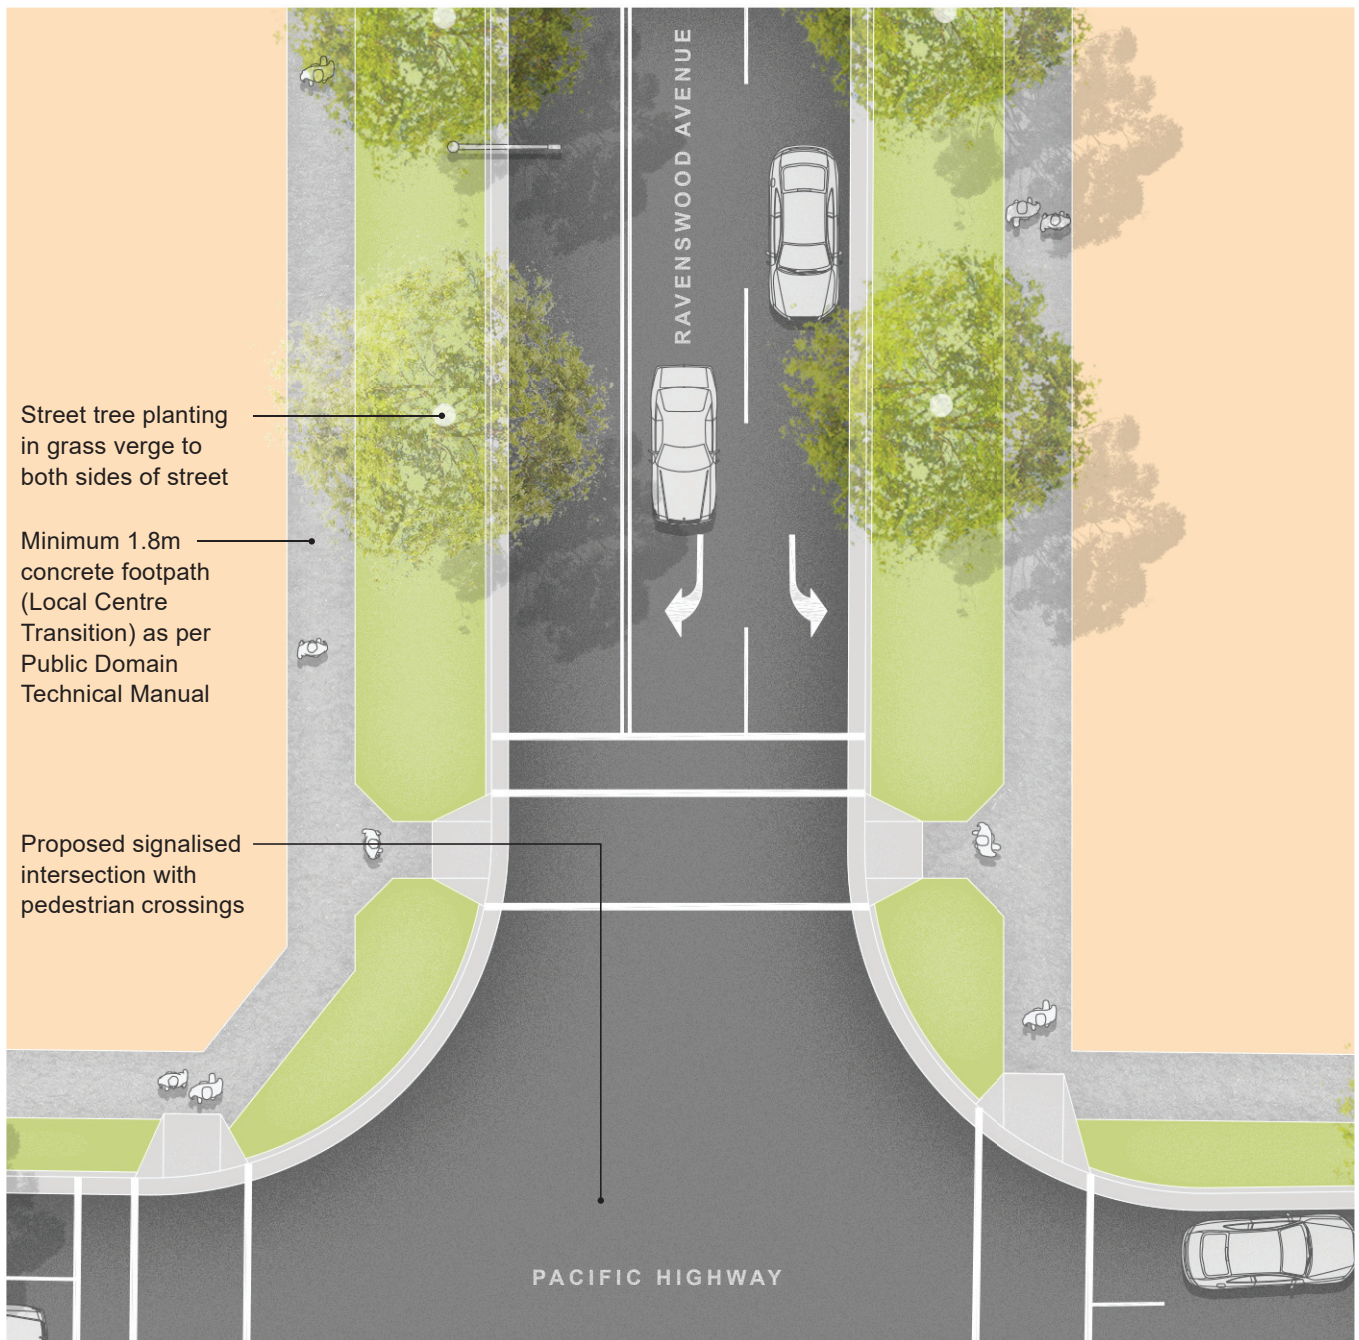 RAVENSWOOD AVENUE
Street tree planting
in grass verge to
both sides of street
Minimum 1.8m
concrete footpath
(Local Centre
Transition) as per
Public Domain
Technical Manual
Proposed signalised
intersection with
pedestrian crossings
PACIFIC HIGHWAY